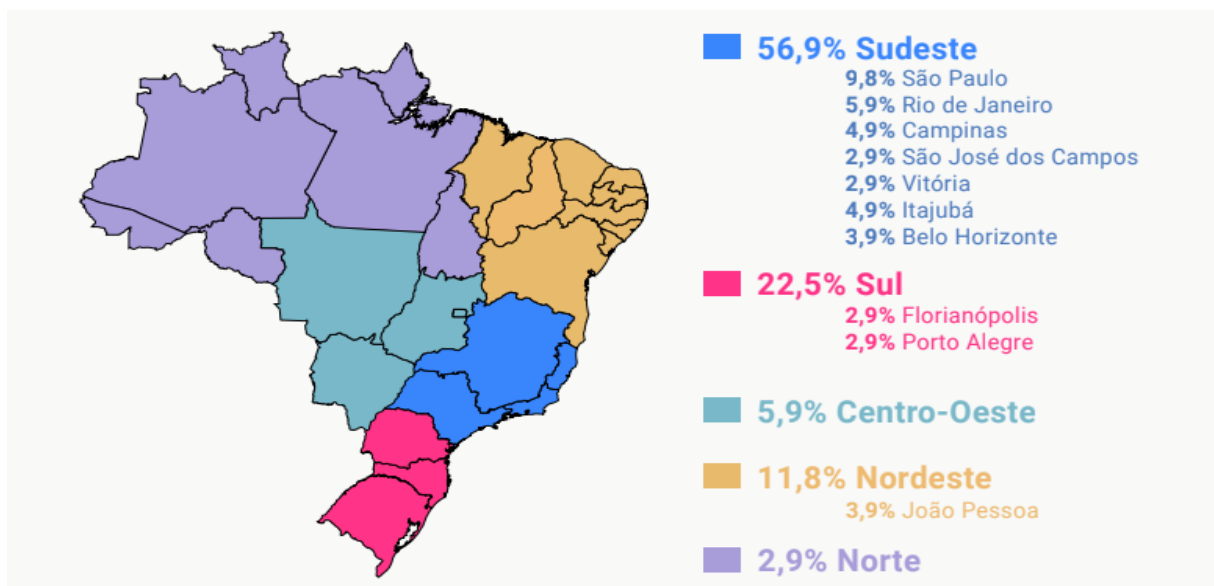 56,9% Sudeste
9,8% São Paulo
5,9% Rio de Janeiro
4,9% Campinas
2,9% São José dos Campos
2,9% Vitória
4,9% Itajubá
3,9% Belo Horizonte
22,5% Sul
2,9% Florianópolis
2,9% Porto Alegre
5,9% Centro-Oeste
11,8% Nordeste
3,9% João Pessoa
2,9% Norte